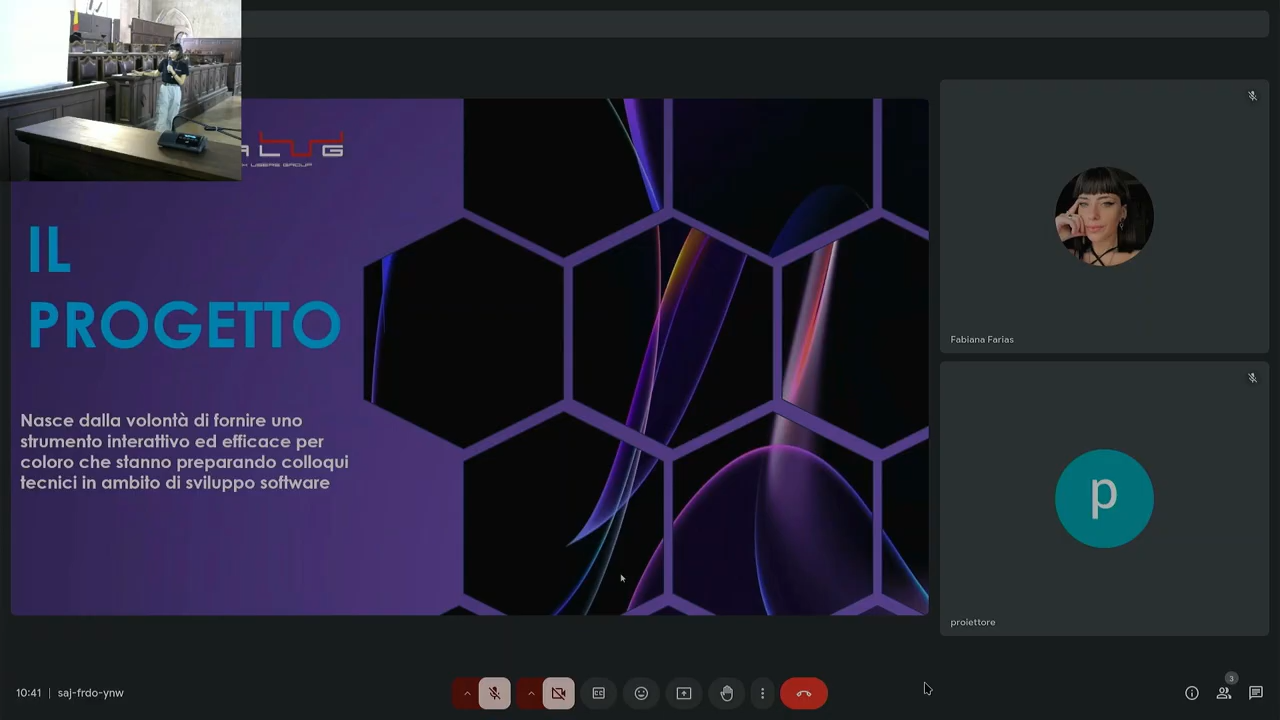 IL
PROGETTO
Nasce dalla volontà di fornire uno
strumento interattivo ed efficace per
coloro che stanno preparando colloqui
tecnici in ambito di sviluppo software
Fabiana Farias
p
proiettore
10:41 | saj-frdo-ynw
3